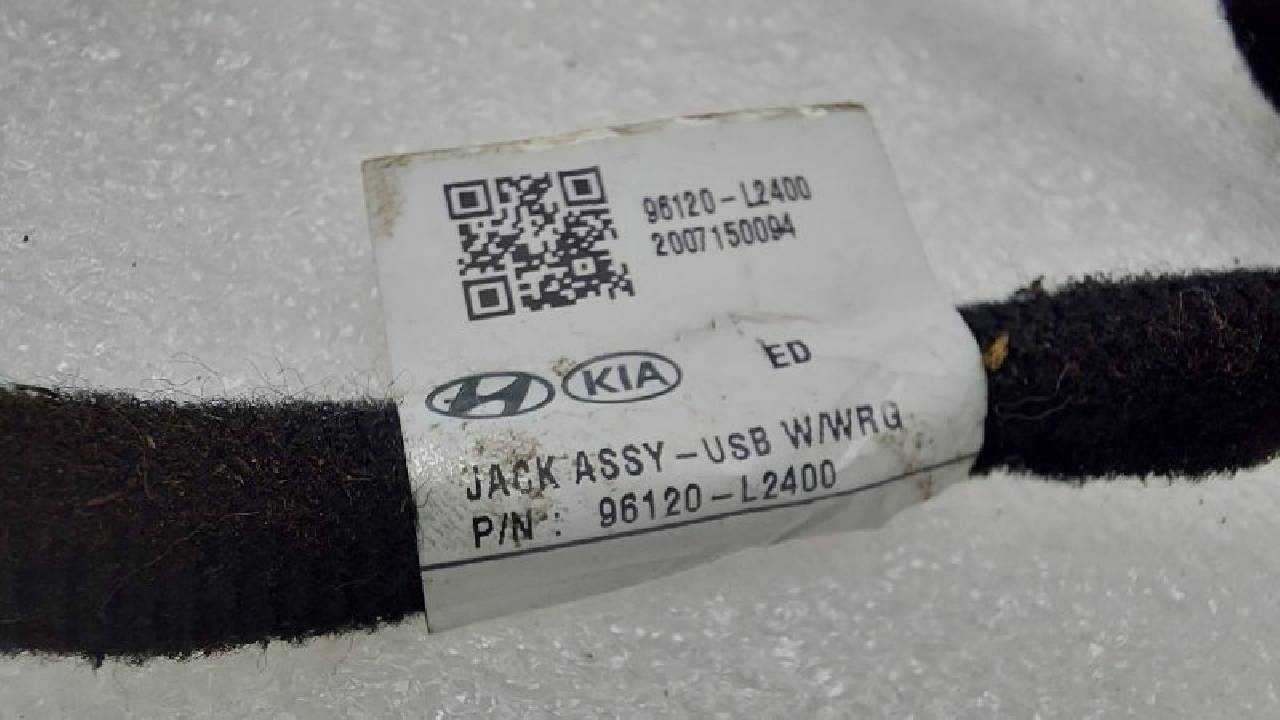 96120-L2400
2007150094
KIA
ED
JACK ASSY-USB W/WRG
P/N : 96120-L2400